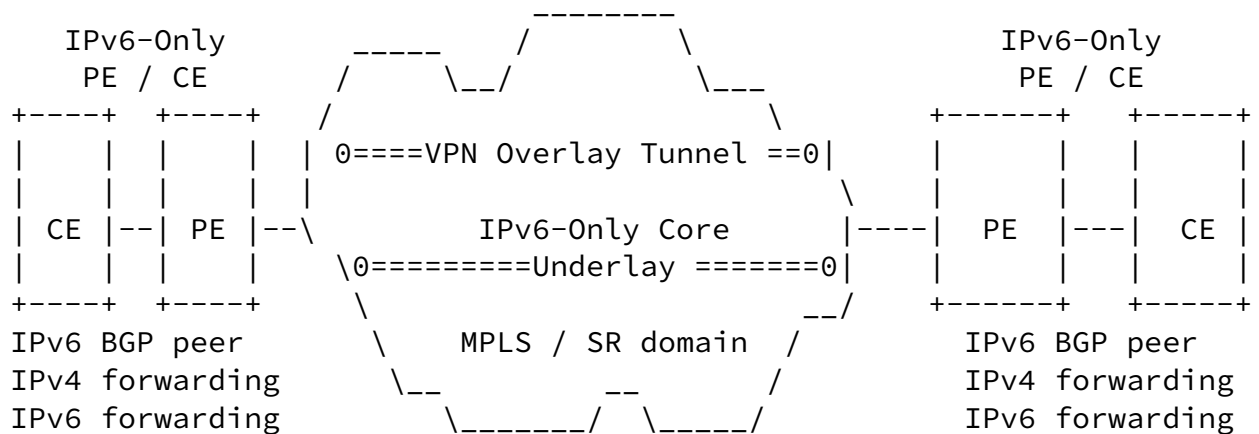 IPv6-Only IPv6-Only
PE / CE PE / CE
0====VPN Overlay Tunnel ==0
CE PE IPv6-Only Core PE CE
0=========Underlay =======0
IPv6 BGP peer MPLS / SR domain IPv6 BGP peer
IPv4 forwarding IPv4 forwarding
IPv6 forwarding IPv6 forwarding